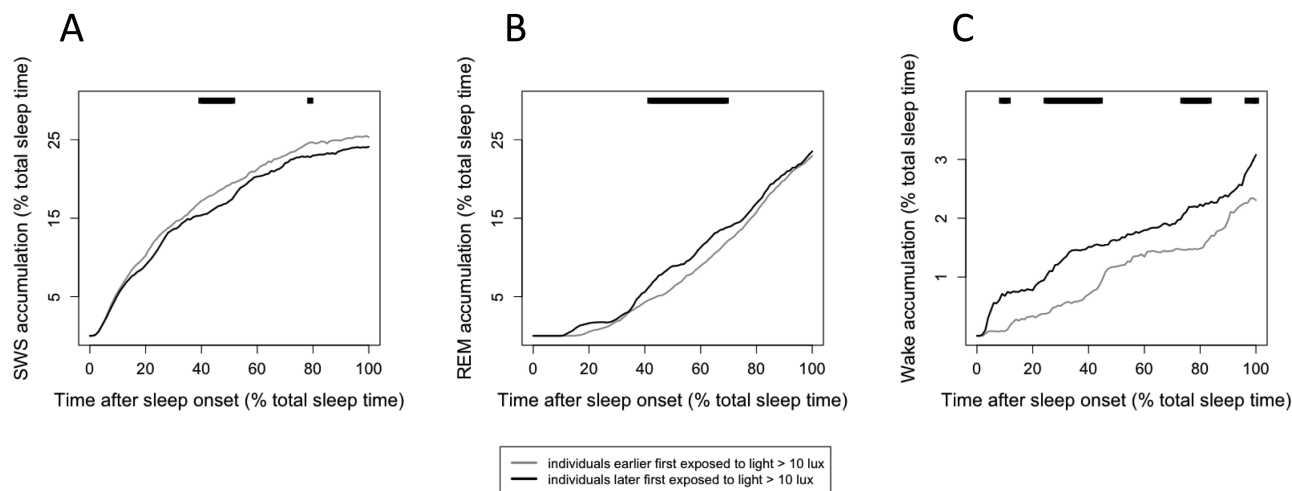 A
B
C
SWS accumulation (% total sleep time)
25
15
5
0 20 40 60 80 100
Time after sleep onset (% total sleep time)
REM accumulation (% total sleep time)
25
15
5
0 20 40 60 80 100
Time after sleep onset (% total sleep time)
Wake accumulation (% total sleep time)
3
2
1
0 20 40 60 80 100
Time after sleep onset (% total sleep time)
individuals earlier first exposed to light > 10 lux
individuals later first exposed to light > 10 lux